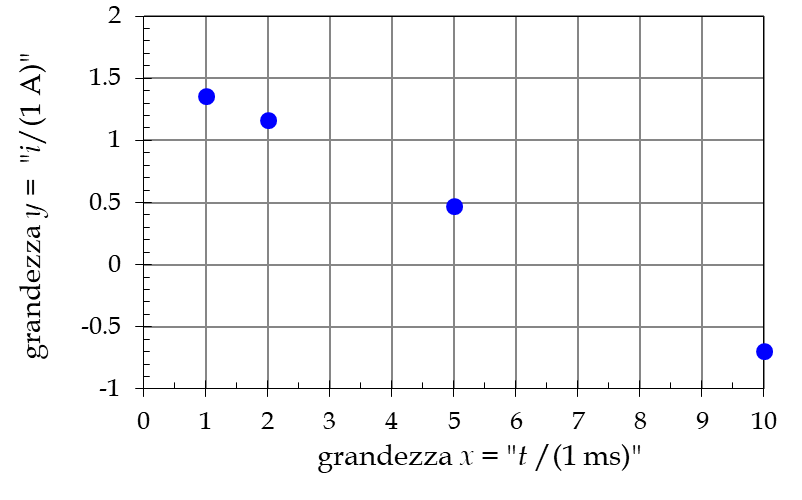 2
1.5
1
0.5
0
-0.5
-1
grandezza y = "i/(1 A)"
0 1 2 3 4 5 6 7 8 9 10
grandezza x = "t /(1 ms)"